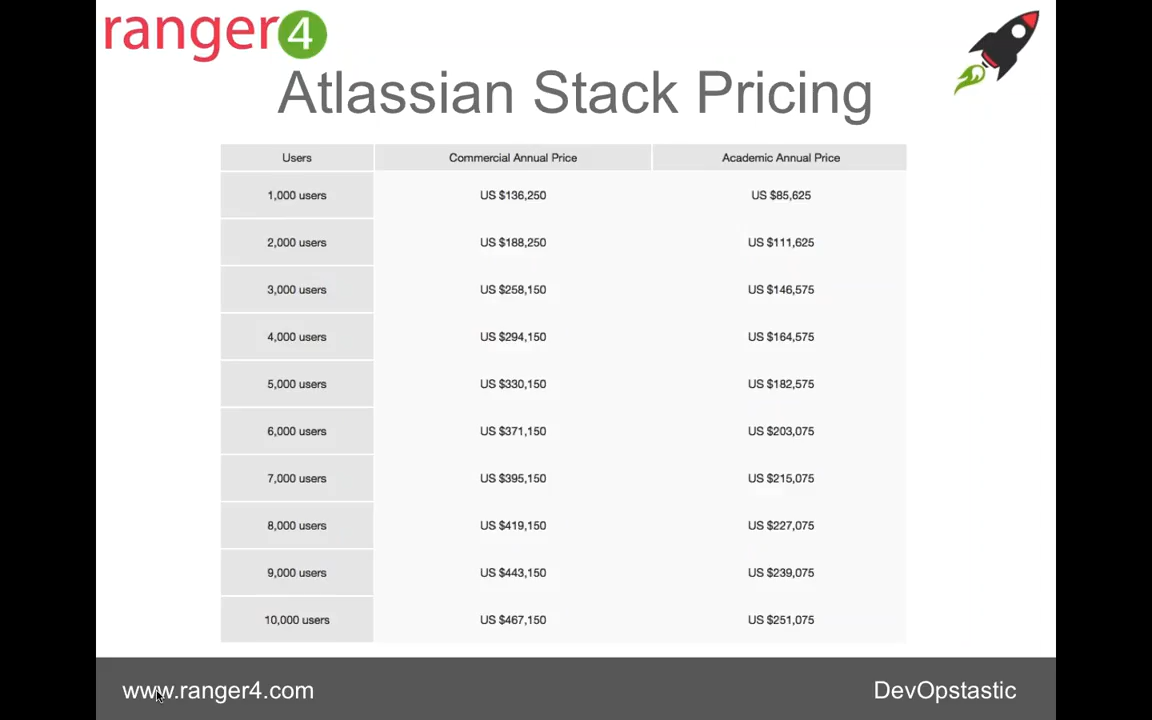 ranger4
Atlassian Stack Pricing
Users Commercial Annual Price Academic Annual Price
1,000 users US $136,250 US $85,625
2,000 users US $188,250 US $111,625
3,000 users US $258,150 US $146,575
4,000 users US $294,150 US $164,575
5,000 users US $330,150 US $182,575
6,000 users US $371,150 US $203,075
7,000 users US $395,150 US $215,075
8,000 users US $419,150 US $227,075
9,000 users US $443,150 US $239,075
10,000 users US $467,150 US $251,075
www.ranger4.com DevOpstastic